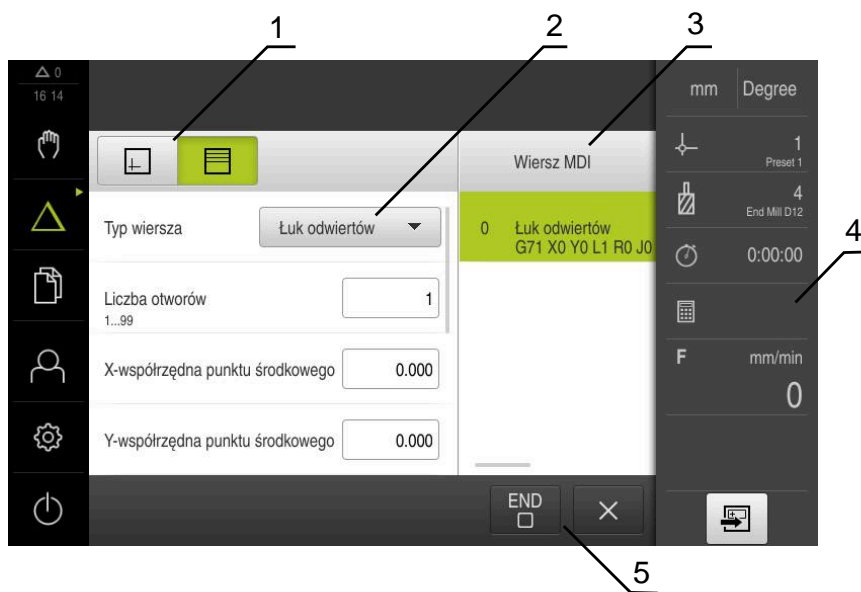 1
2
3
△ 0
16 14
mm
Degree
1
Preset 1
Wiersz MDI
4
End Mill D12
Typ wiersza
Łuk odwiertów
0 Łuk odwiertów
G71 X0 Y0 L1 R0 J0
4
0:00:00
Liczba otworów
1...99
1
X-współrzędna punktu środkowego
0.000
F
mm/min
0
Y-współrzędna punktu środkowego
0.000
END
5